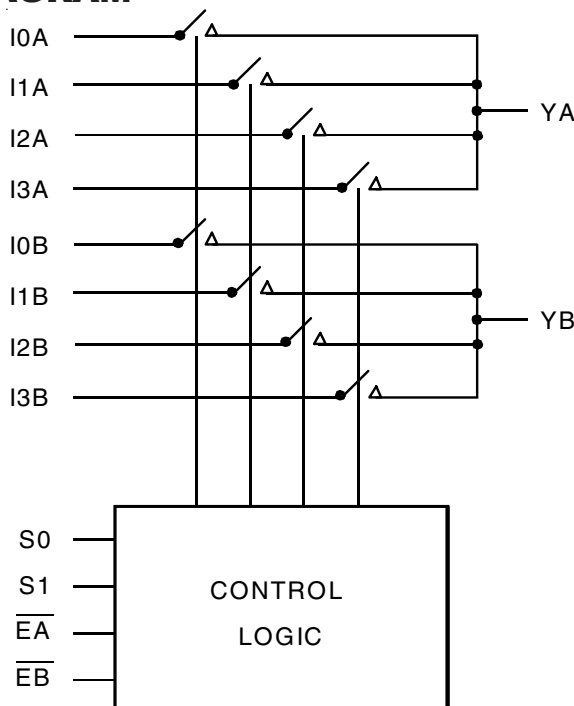 I0A
I1A
YA
I2A
I3A
I0B
I1B
YB
I2B
I3B
S0
S1
CONTROL
EA
LOGIC
EB